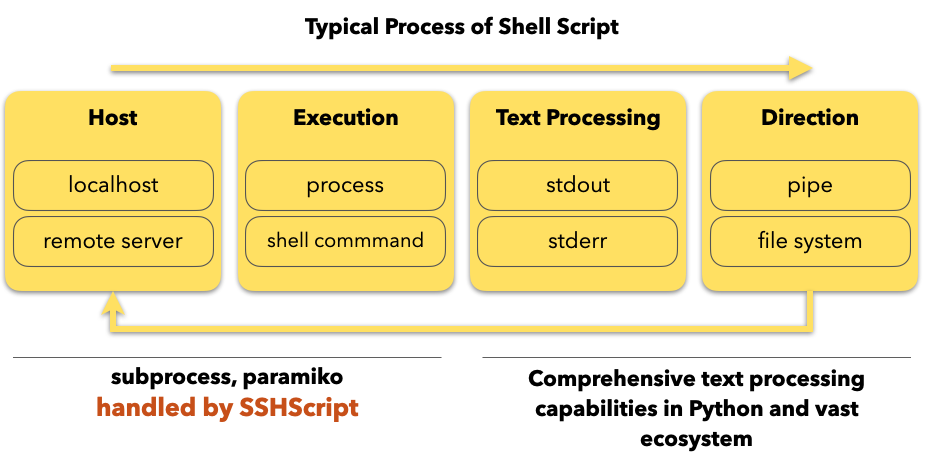 Typical Process of Shell Script
Host
Execution
Text Processing
Direction
localhost
process
stdout
pipe
remote server
shell commmand
stderr
file system
subprocess, paramiko
handled by SSHScript
Comprehensive text processing
capabilities in Python and vast
ecosystem